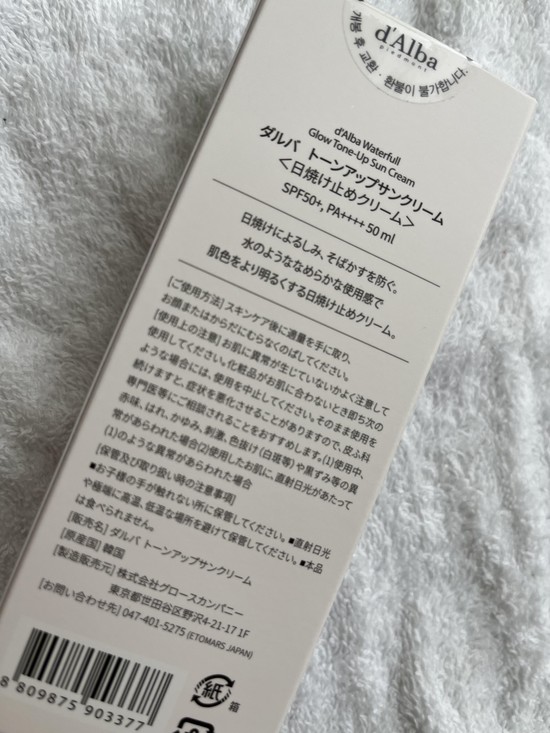 d'Alba
piedmont
개봉 후 교환·환불이 불가합니다.
d'Alba Waterfull
Glow Tone-Up Sun Cream
ダルバ トーンアップサンクリーム
<日焼け止めクリーム>
SPF50+, PA++++ 50 ml
日焼けによるしみ、そばかすを防ぐ。
水のようななめらかな使用感で
肌色をより明るくする日焼け止めクリーム。
[ご使用方法] スキンケア後に適量を手に取り、
お顔またはからだにむらなくのばしてください。
[使用上の注意] お肌に異常が生じていないかよく注意して
使用してください。化粧品がお肌に合わないとき即ち次の
ような場合には、使用を中止してください。そのまま使用を
続けますと、症状を悪化させることがありますので、皮ふ科
専門医等にご相談されることをおすすめします。(1)使用中、
赤味、はれ、かゆみ、刺激、色抜け(白斑等)や黒ずみ等の異
常があらわれた場合(2)使用したお肌に、直射日光があたって
(1)のような異常があらわれた場合
[保管及び取り扱い時の注意事項]
■お子様の手が触れない所に保管してください。■直射日光
や極端に高温、低温な場所を避けて保管してください。■本品
は食べられません。
[販売名] ダルバ トーンアップサンクリーム
[原産国] 韓国
[製造販売元] 株式会社グロースカンパニー
東京都世田谷区野沢4-21-17 1F
[お問い合わせ先] 047-401-5275 (ETOMARS JAPAN)
8 809875 903377
紙
箱